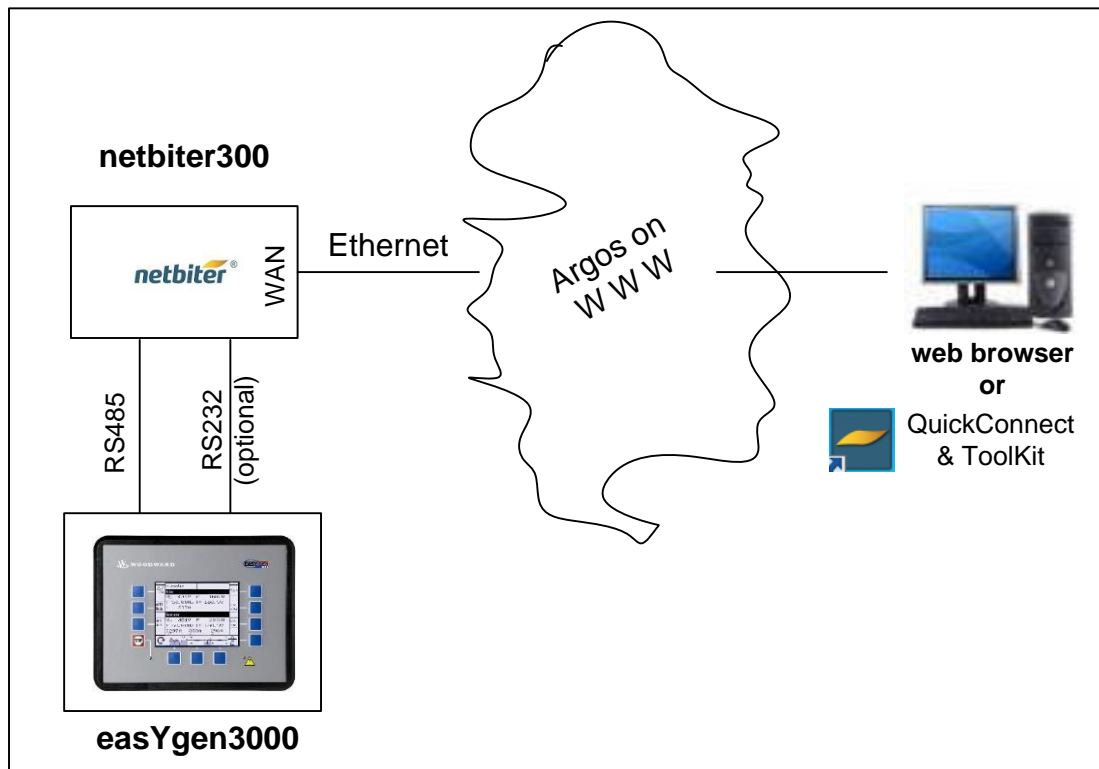 netbiter300
netbiter®
WAN
Ethernet
Argos on
W W W
web browser
or
QuickConnect
& ToolKit
RS485
RS232
(optional)
WOODWARD
easYgen3000